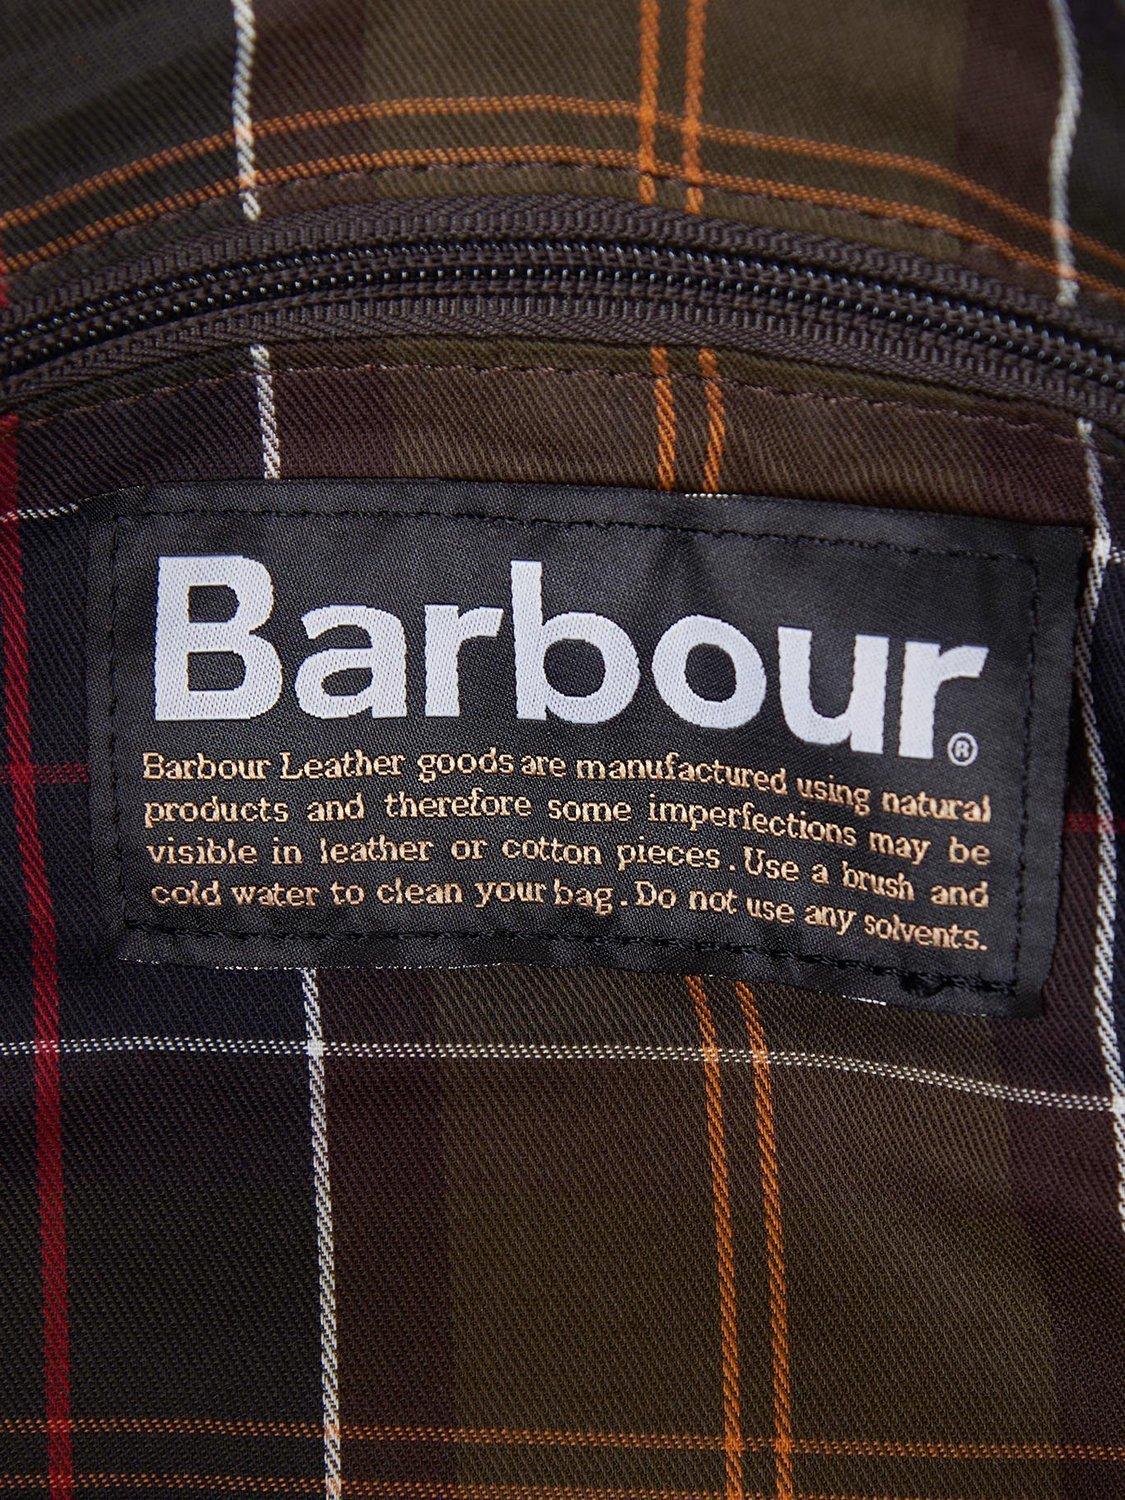 Barbour®
Barbour Leather goods are manufactured using natural
products and therefore some imperfections may be
visible in leather or cotton pieces. Use a brush and
cold water to clean your bag. Do not use any solvents.